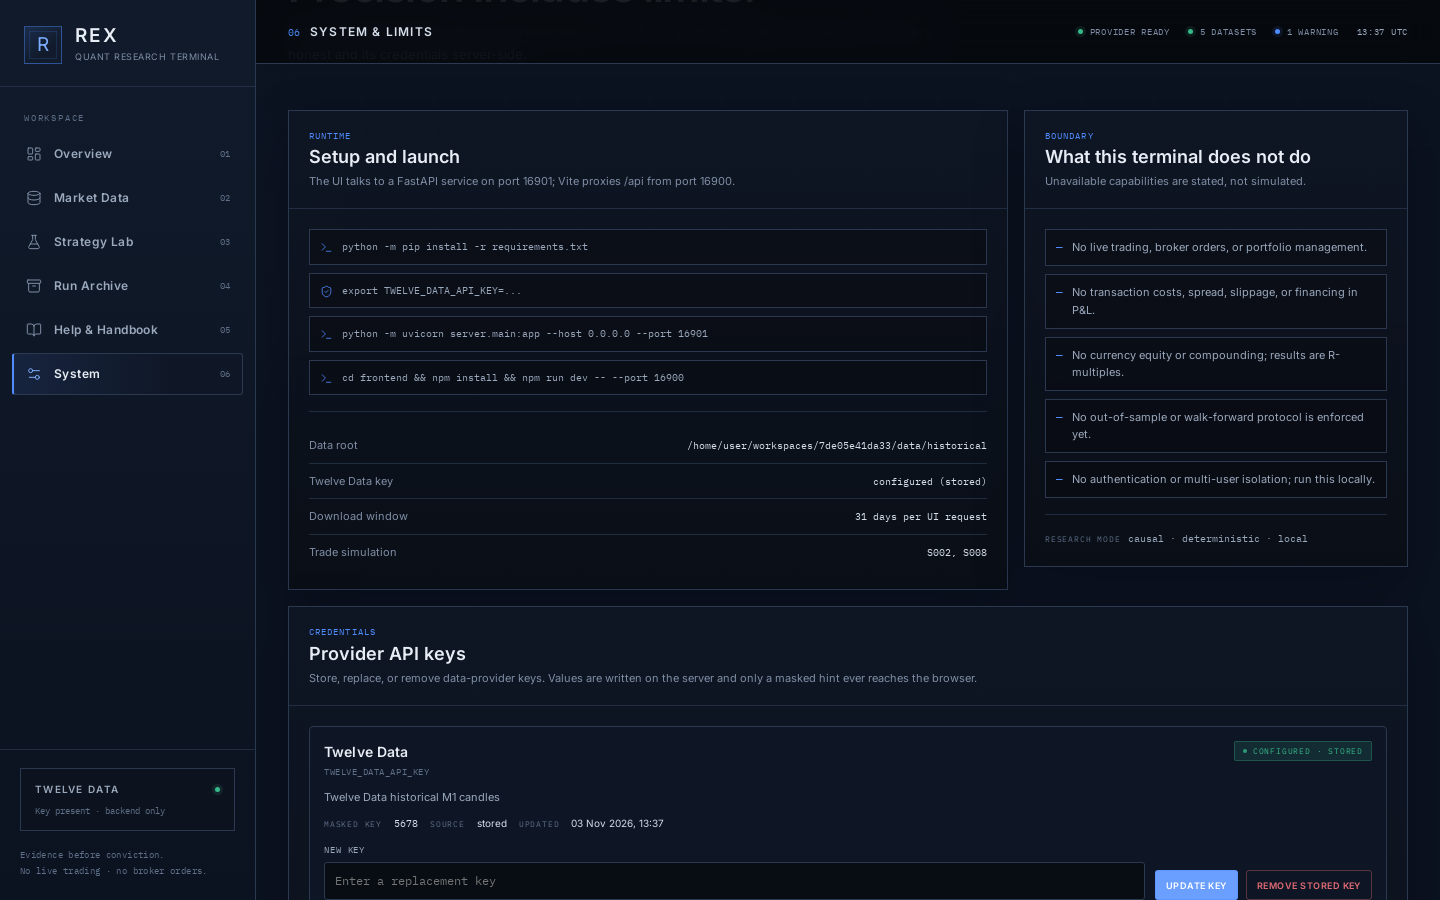 R
REX
QUANT RESEARCH TERMINAL
WORKSPACE
Overview 01
Market Data 02
Strategy Lab 03
Run Archive 04
Help & Handbook 05
System 06
TWELVE DATA
Key present · backend only
Evidence before conviction.
No live trading · no broker orders.
06 SYSTEM & LIMITS
PROVIDER READY 5 DATASETS 1 WARNING 13:37 UTC
honest and its credentials server-side.
RUNTIME
Setup and launch
The UI talks to a FastAPI service on port 16901; Vite proxies /api from port 16900.
python -m pip install -r requirements.txt
export TWELVE_DATA_API_KEY=...
python -m uvicorn server.main:app --host 0.0.0.0 --port 16901
cd frontend && npm install && npm run dev -- --port 16900
Data root /home/user/workspaces/7de05e41da33/data/historical
Twelve Data key configured (stored)
Download window 31 days per UI request
Trade simulation S002, S008
BOUNDARY
What this terminal does not do
Unavailable capabilities are stated, not simulated.
— No live trading, broker orders, or portfolio management.
— No transaction costs, spread, slippage, or financing in
P&L.
— No currency equity or compounding; results are R-
multiples.
— No out-of-sample or walk-forward protocol is enforced
yet.
— No authentication or multi-user isolation; run this locally.
RESEARCH MODE causal · deterministic · local
CREDENTIALS
Provider API keys
Store, replace, or remove data-provider keys. Values are written on the server and only a masked hint ever reaches the browser.
Twelve Data
CONFIGURED · STORED
TWELVE_DATA_API_KEY
Twelve Data historical M1 candles
MASKED KEY 5678 SOURCE stored UPDATED 03 Nov 2026, 13:37
NEW KEY
Enter a replacement key
UPDATE KEY
REMOVE STORED KEY